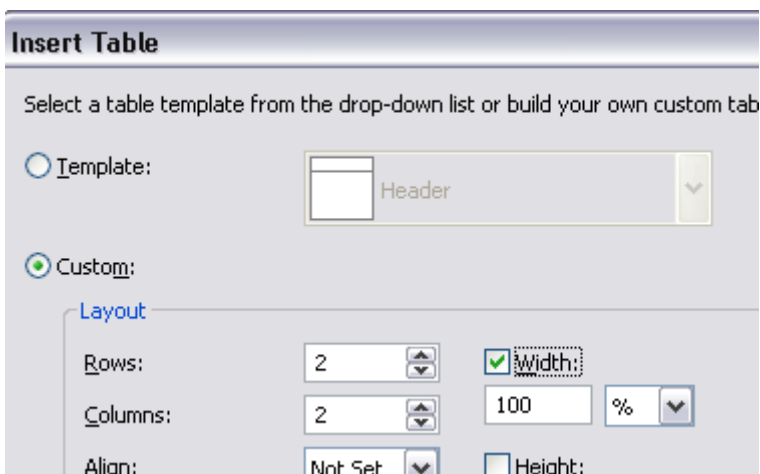 Insert Table
Select a table template from the drop-down list or build your own custom
Template:
Header
Custom:
Layout
Rows: 2 Width:
Columns: 2 100 %
Align: Not Set Height: